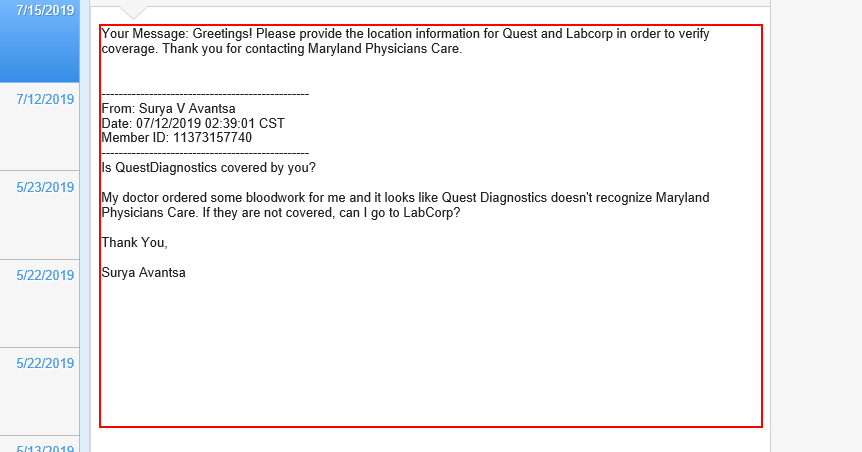 7/15/2019
7/12/2019
5/23/2019
5/22/2019
5/22/2019
5/13/2019
Your Message: Greetings! Please provide the location information for Quest and Labcorp in order to verify
coverage. Thank you for contacting Maryland Physicians Care.
------------------------------------------------
From: Surya V Avantsa
Date: 07/12/2019 02:39:01 CST
Member ID: 11373157740
------------------------------------------------
Is QuestDiagnostics covered by you?
My doctor ordered some bloodwork for me and it looks like Quest Diagnostics doesn't recognize Maryland
Physicians Care. If they are not covered, can I go to LabCorp?
Thank You,
Surya Avantsa